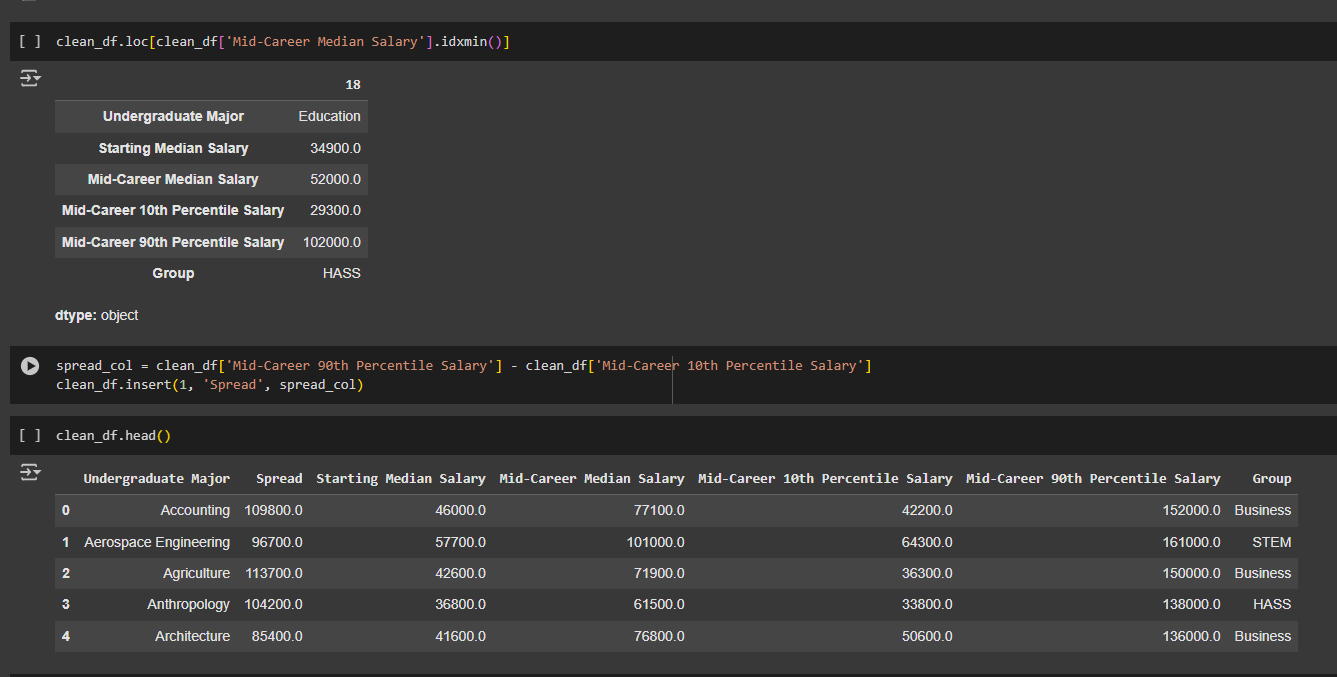 [ ] clean_df.loc[clean_df['Mid-Career Median Salary'].idxmin()]
18
Undergraduate Major Education
Starting Median Salary 34900.0
Mid-Career Median Salary 52000.0
Mid-Career 10th Percentile Salary 29300.0
Mid-Career 90th Percentile Salary 102000.0
Group HASS
dtype: object
spread_col = clean_df['Mid-Career 90th Percentile Salary'] - clean_df['Mid-Career 10th Percentile Salary']
clean_df.insert(1, 'Spread', spread_col)
[ ] clean_df.head()
Undergraduate Major Spread Starting Median Salary Mid-Career Median Salary Mid-Career 10th Percentile Salary Mid-Career 90th Percentile Salary Group
0 Accounting 109800.0 46000.0 77100.0 42200.0 152000.0 Business
1 Aerospace Engineering 96700.0 57700.0 101000.0 64300.0 161000.0 STEM
2 Agriculture 113700.0 42600.0 71900.0 36300.0 150000.0 Business
3 Anthropology 104200.0 36800.0 61500.0 33800.0 138000.0 HASS
4 Architecture 85400.0 41600.0 76800.0 50600.0 136000.0 Business